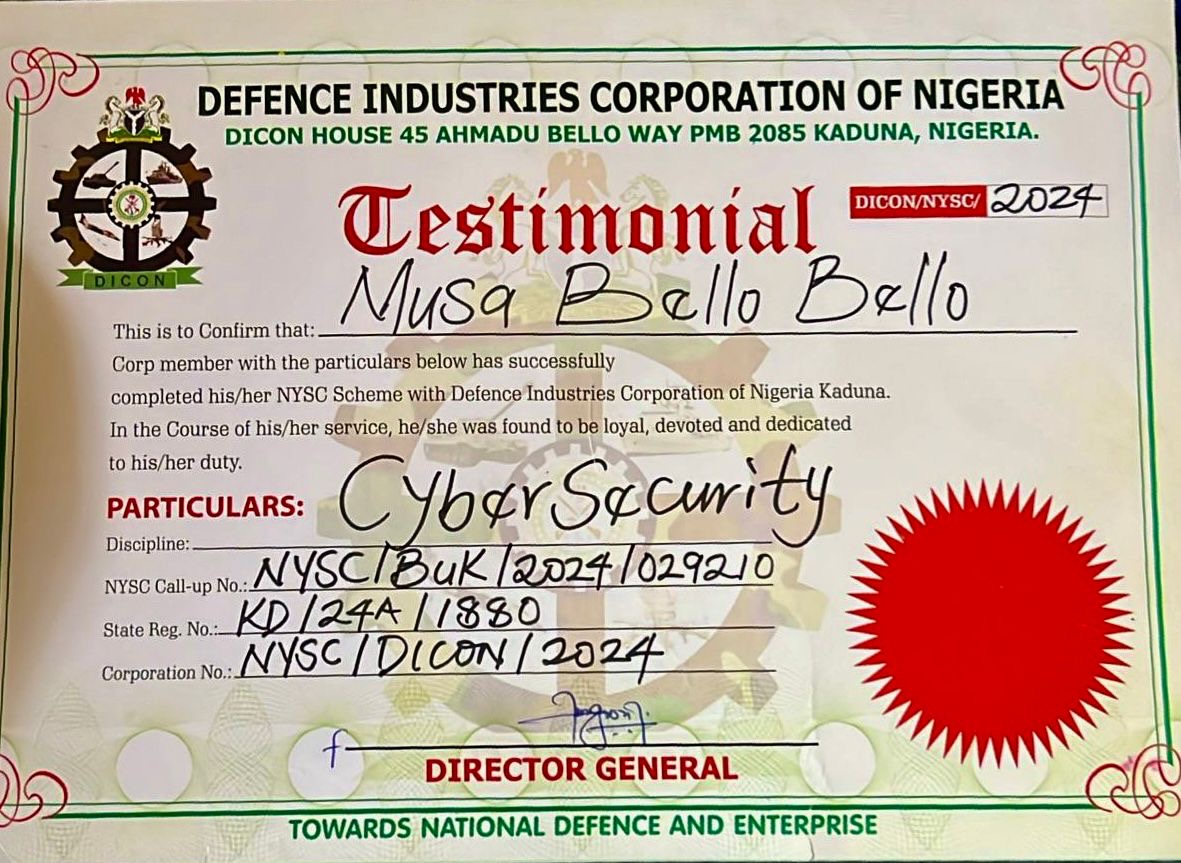 DEFENCE INDUSTRIES CORPORATION OF NIGERIA
DICON HOUSE 45 AHMADU BELLO WAY PMB 2085 KADUNA, NIGERIA.
DICON
Testimonial
DICON/NYSC/ 2024
This is to Confirm that: Musa Bello Bello
Corp member with the particulars below has successfully
completed his/her NYSC Scheme with Defence Industries Corporation of Nigeria Kaduna.
In the Course of his/her service, he/she was found to be loyal, devoted and dedicated
to his/her duty.
PARTICULARS:
Discipline: Cyber Security
NYSC Call-up No.: NYSC/BUK/2024/029210
State Reg. No.: KD/24A/1880
Corporation No.: NYSC/DICON/2024
f
DIRECTOR GENERAL
TOWARDS NATIONAL DEFENCE AND ENTERPRISE